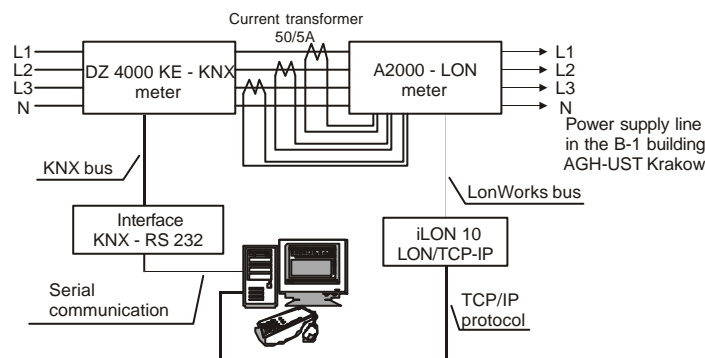 Current transformer
50/5A
L1
L2
L3
N
DZ 4000 KE - KNX
meter
A2000 - LON
meter
L1
L2
L3
N
Power supply line
in the B-1 building
AGH-UST Krakow
KNX bus
LonWorks bus
Interface
KNX - RS 232
iLON 10
LON/TCP-IP
Serial
communication
TCP/IP
protocol